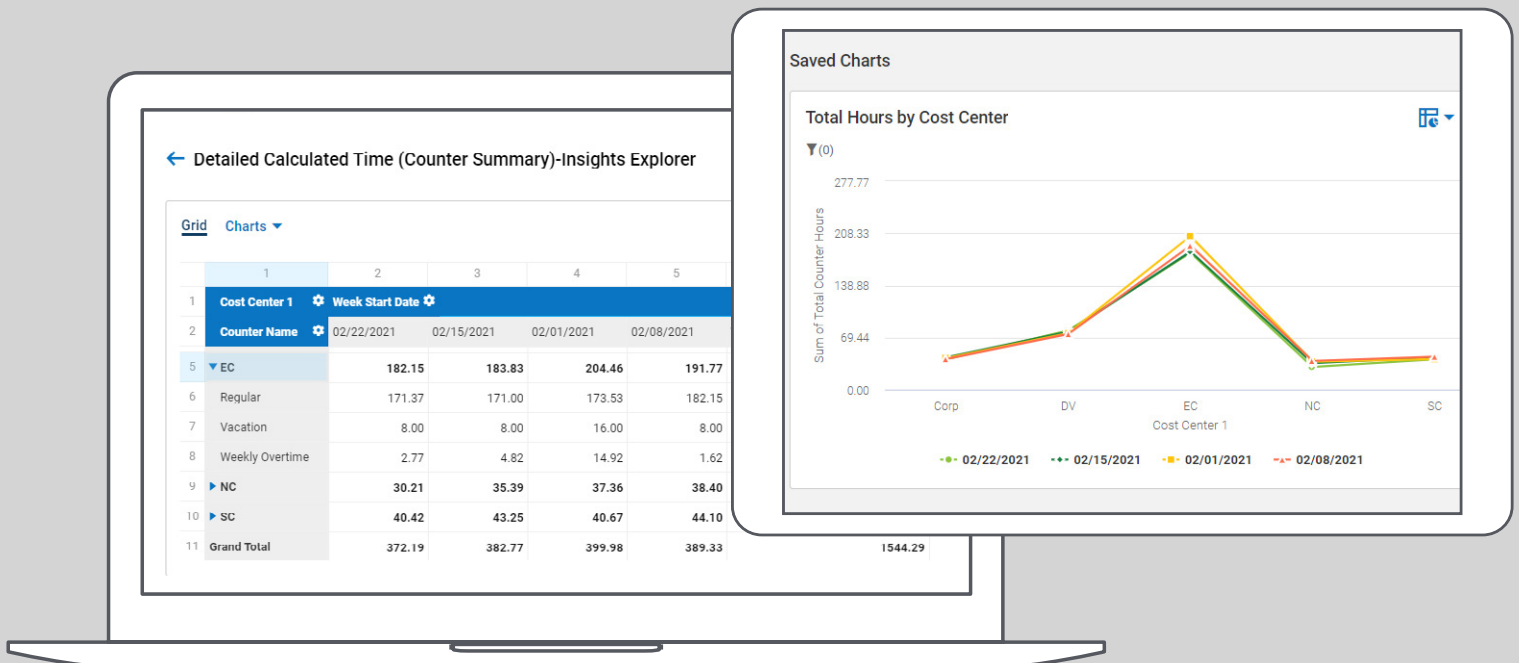 Detailed Calculated Time (Counter Summary)-Insights Explorer
Grid Charts
1 2 3 4 5
1 Cost Center 1 Week Start Date
2 Counter Name 02/22/2021 02/15/2021 02/01/2021 02/08/2021
5 EC 182.15 183.83 204.46 191.77
6 Regular 171.37 171.00 173.53 182.15
7 Vacation 8.00 8.00 16.00 8.00
8 Weekly Overtime 2.77 4.82 14.92 1.62
9 NC 30.21 35.39 37.36 38.40
10 SC 40.42 43.25 40.67 44.10
11 Grand Total 372.19 382.77 399.98 389.33 1544.29
Saved Charts
Total Hours by Cost Center
(0)
Sum of Total Counter Hours
277.77
208.33
138.88
69.44
0.00
Corp DV EC NC SC
Cost Center 1
02/22/2021 02/15/2021 02/01/2021 02/08/2021